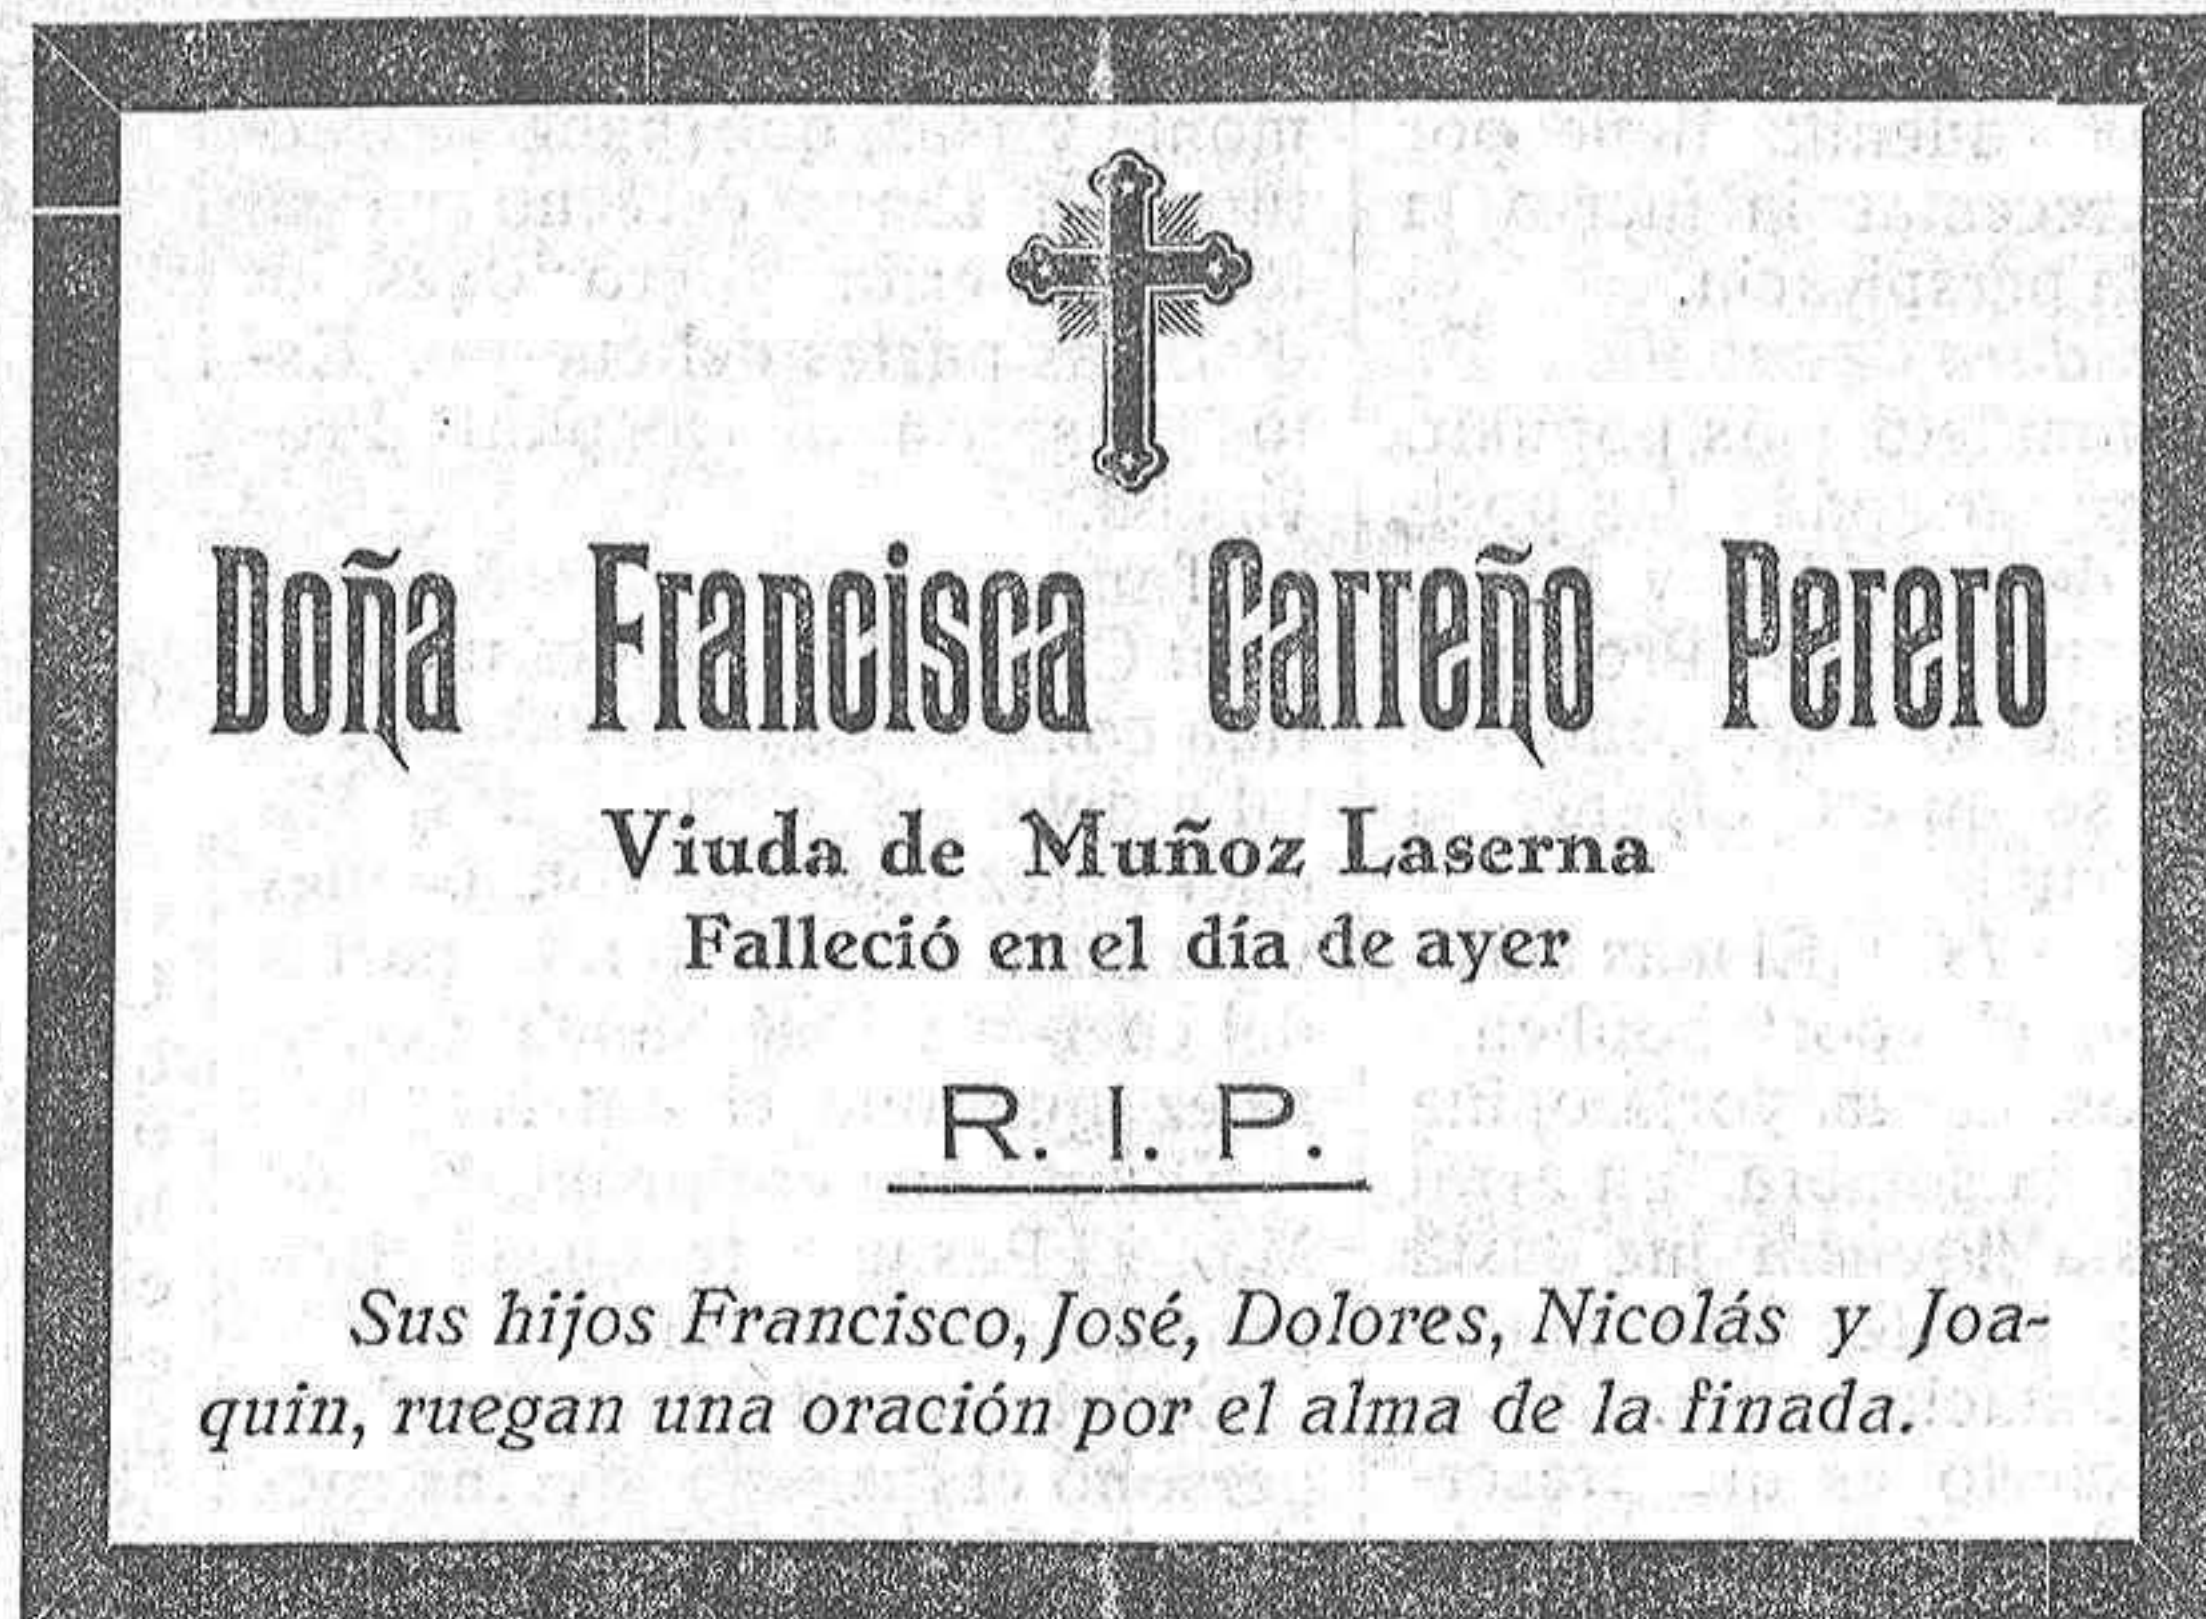 Doña Francisca Carreño Perero
Viuda de Muñoz Laserna
Falleció en el día de ayer
R. I. P.
Sus hijos Francisco, José, Dolores, Nicolás y Joa-
quin, ruegan una oración por el alma de la finada.